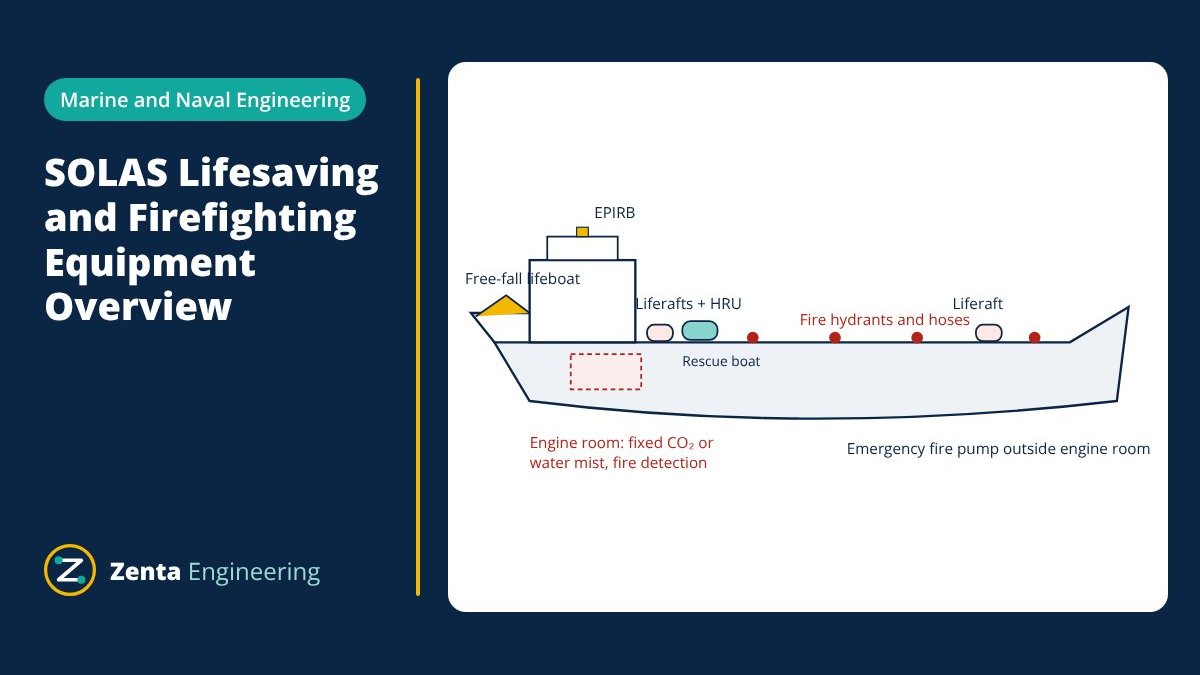 Marine and Naval Engineering
SOLAS Lifesaving
and Firefighting
Equipment
Overview
Zenta Engineering
EPIRB
Free-fall lifeboat
Liferafts + HRU
Liferaft
Fire hydrants and hoses
Rescue boat
Engine room: fixed CO₂ or
water mist, fire detection
Emergency fire pump outside engine room